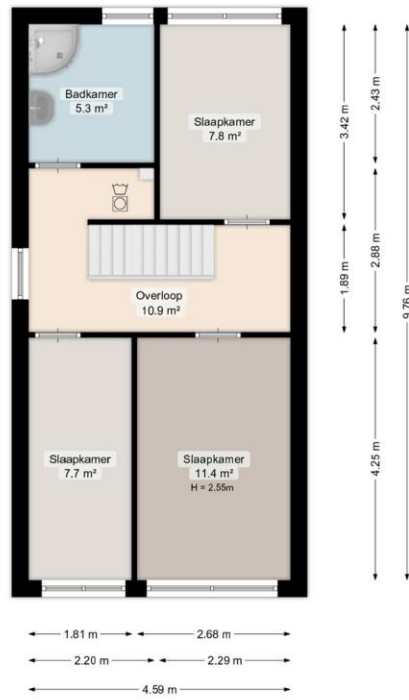 Badkamer
5.3 m²
Slaapkamer
7.8 m²
Overloop
10.9 m²
Slaapkamer
7.7 m²
Slaapkamer
11.4 m²
H = 2.55m
3.42 m
2.43 m
1.89 m
2.88 m
9.76 m
4.25 m
1.81 m
2.68 m
2.20 m
2.29 m
4.59 m